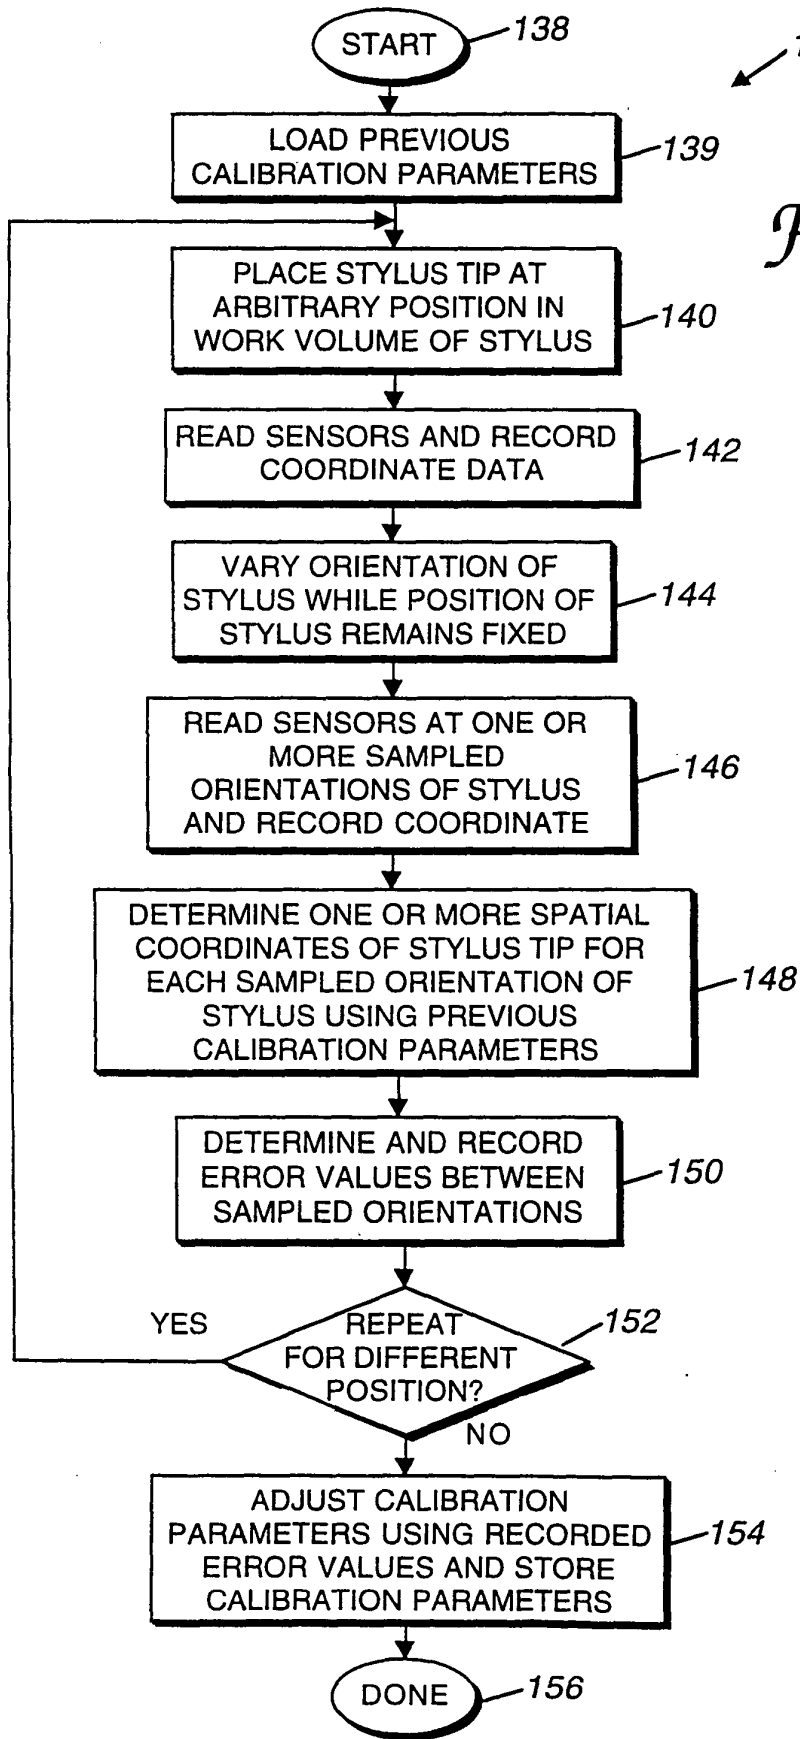 START
138
LOAD PREVIOUS
CALIBRATION PARAMETERS
139
PLACE STYLUS TIP AT
ARBITRARY POSITION IN
WORK VOLUME OF STYLUS
140
READ SENSORS AND RECORD
COORDINATE DATA
142
VARY ORIENTATION OF
STYLUS WHILE POSITION OF
STYLUS REMAINS FIXED
144
READ SENSORS AT ONE OR
MORE SAMPLED
ORIENTATIONS OF STYLUS
AND RECORD COORDINATE
146
DETERMINE ONE OR MORE SPATIAL
COORDINATES OF STYLUS TIP FOR
EACH SAMPLED ORIENTATION OF
STYLUS USING PREVIOUS
CALIBRATION PARAMETERS
148
DETERMINE AND RECORD
ERROR VALUES BETWEEN
SAMPLED ORIENTATIONS
150
YES
REPEAT
FOR DIFFERENT
POSITION?
152
NO
ADJUST CALIBRATION
PARAMETERS USING RECORDED
ERROR VALUES AND STORE
CALIBRATION PARAMETERS
154
DONE
156